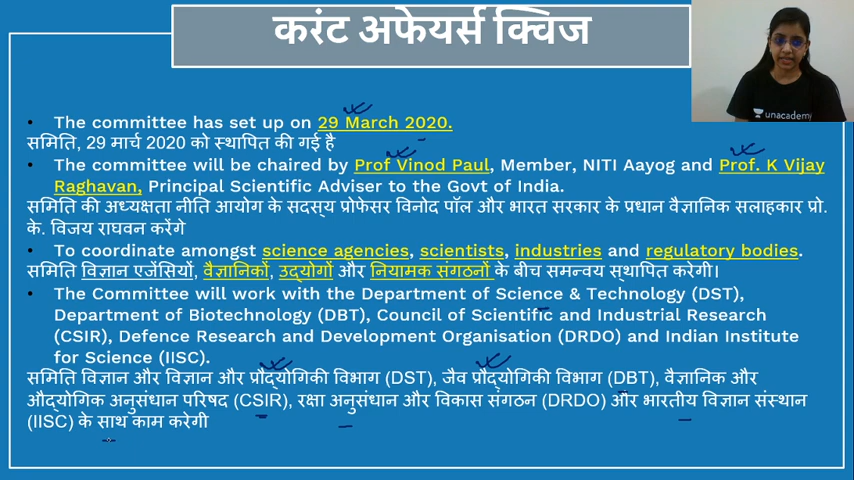 करंट अफेयर्स क्विज
unacademy
• The committee has set up on 29 March 2020.
समिति, 29 मार्च 2020 को स्थापित की गई है
• The committee will be chaired by Prof Vinod Paul, Member, NITI Aayog and Prof. K Vijay
Raghavan, Principal Scientific Adviser to the Govt of India.
समिति की अध्यक्षता नीति आयोग के सदस्य प्रोफेसर विनोद पॉल और भारत सरकार के प्रधान वैज्ञानिक सलाहकार प्रो.
के. विजय राघवन करेंगे
• To coordinate amongst science agencies, scientists, industries and regulatory bodies.
समिति विज्ञान एजेंसियों, वैज्ञानिकों, उद्योगों और नियामक संगठनों के बीच समन्वय स्थापित करेगी।
• The Committee will work with the Department of Science & Technology (DST),
Department of Biotechnology (DBT), Council of Scientific and Industrial Research
(CSIR), Defence Research and Development Organisation (DRDO) and Indian Institute
for Science (IISC).
समिति विज्ञान और विज्ञान और प्रौद्योगिकी विभाग (DST), जैव प्रौद्योगिकी विभाग (DBT), वैज्ञानिक और
औद्योगिक अनुसंधान परिषद (CSIR), रक्षा अनुसंधान और विकास संगठन (DRDO) और भारतीय विज्ञान संस्थान
(IISC) के साथ काम करेगी